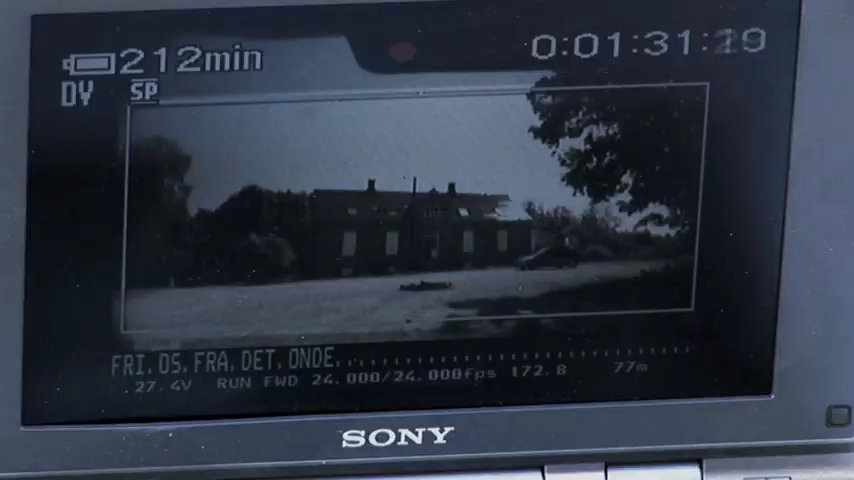 212min 0:01:31:29
DV SP
FRI.DS.FRA.DET.ONDE
27.4V RUN FWD 24.000/24.000fps 172.8 77m
SONY